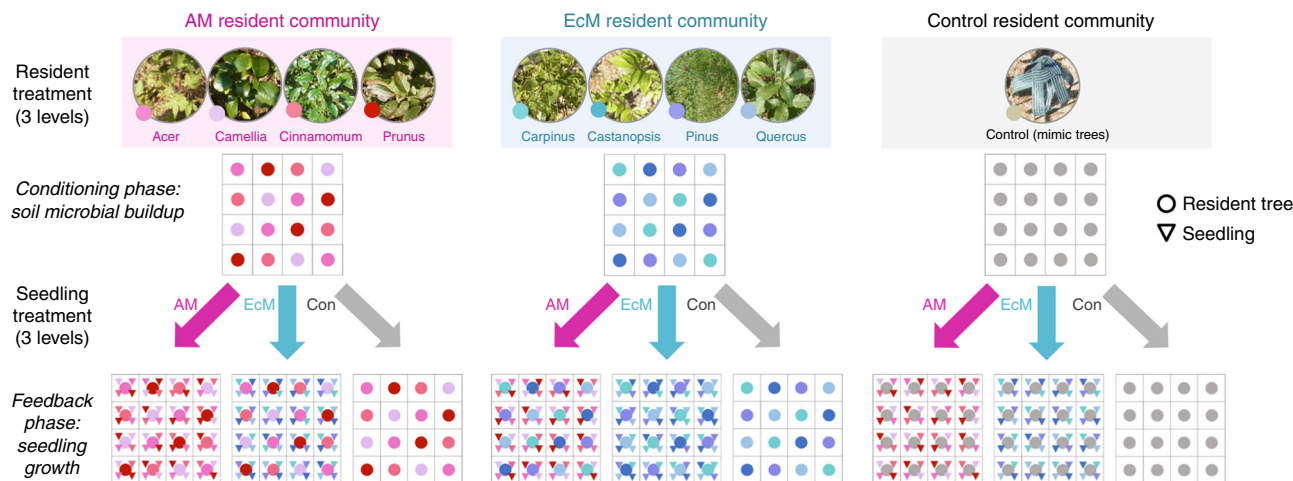 AM resident community
EcM resident community
Control resident community
Resident
treatment
(3 levels)
Acer
Camellia
Cinnamomum
Prunus
Carpinus
Castanopsis
Pinus
Quercus
Control (mimic trees)
Conditioning phase:
soil microbial buildup
Resident tree
Seedling
Seedling
treatment
(3 levels)
AM
EcM
Con
AM
EcM
Con
AM
EcM
Con
Feedback
phase:
seedling
growth